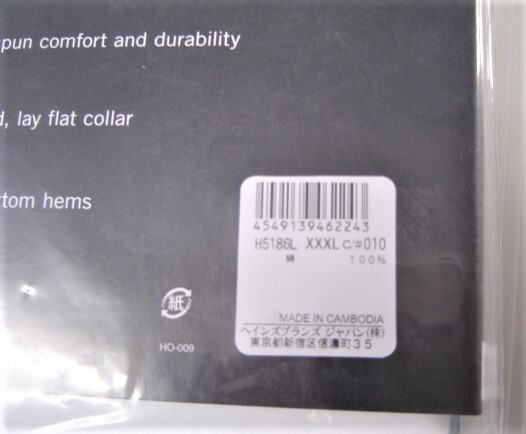 spun comfort and durability
d, lay flat collar
ttom hems
4549139462243
H5186L XXXL C/#010
綿 100%
MADE IN CAMBODIA
ヘインズブランズ ジャパン(株)
東京都新宿区信濃町35
紙
HO-009